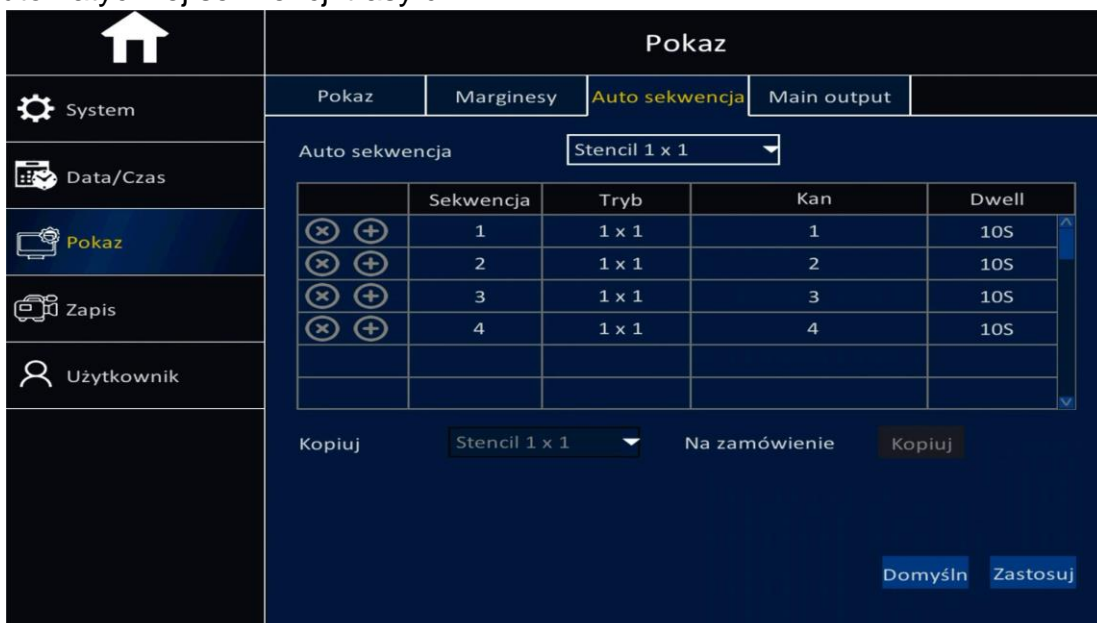 Pokaz
System
Data/Czas
Pokaz
Zapis
Użytkownik
Pokaz Marginesy Auto sekwencja Main output
Auto sekwencja Stencil 1 x 1
Sekwencja Tryb Kan Dwell
1 1 x 1 1 10S
2 1 x 1 2 10S
3 1 x 1 3 10S
4 1 x 1 4 10S
Kopiuj Stencil 1 x 1 Na zamówienie Kopiuj
Domyśln Zastosuj